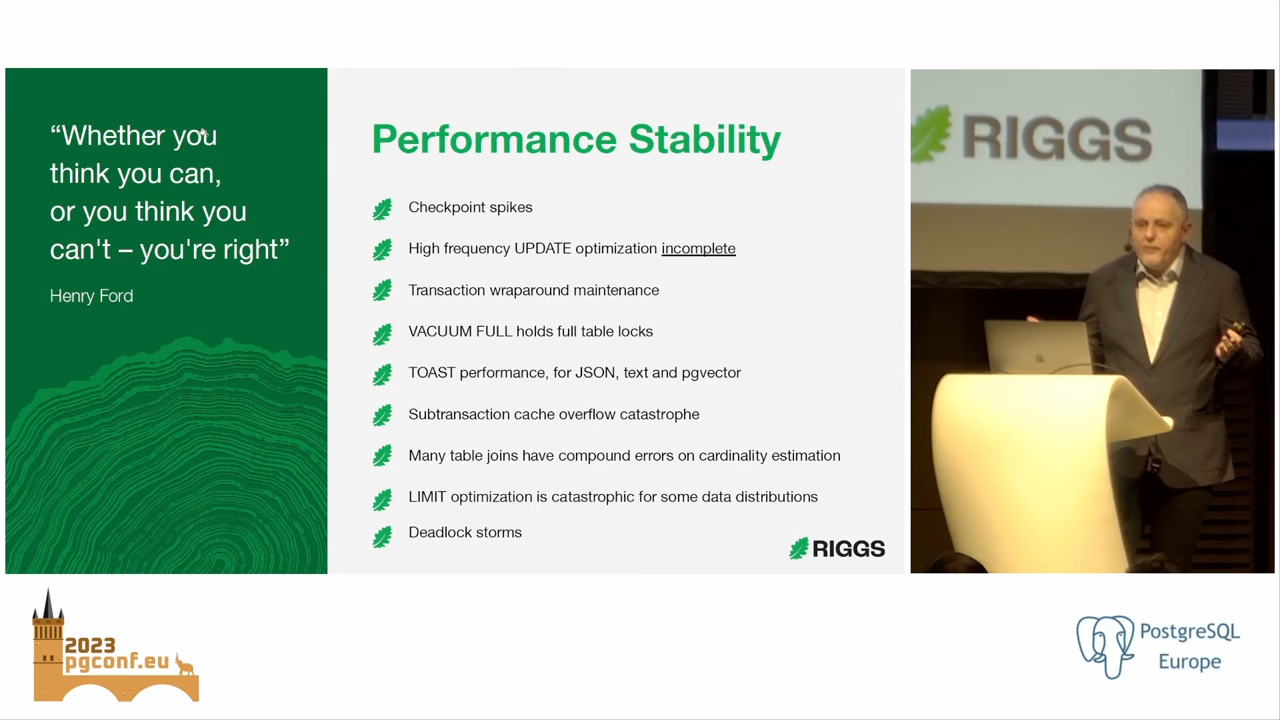 “Whether you
think you can,
or you think you
can't – you're right”
Henry Ford
Performance Stability
Checkpoint spikes
High frequency UPDATE optimization incomplete
Transaction wraparound maintenance
VACUUM FULL holds full table locks
TOAST performance, for JSON, text and pgvector
Subtransaction cache overflow catastrophe
Many table joins have compound errors on cardinality estimation
LIMIT optimization is catastrophic for some data distributions
Deadlock storms
RIGGS
RIGGS
2023
pgconf.eu
PostgreSQL
Europe